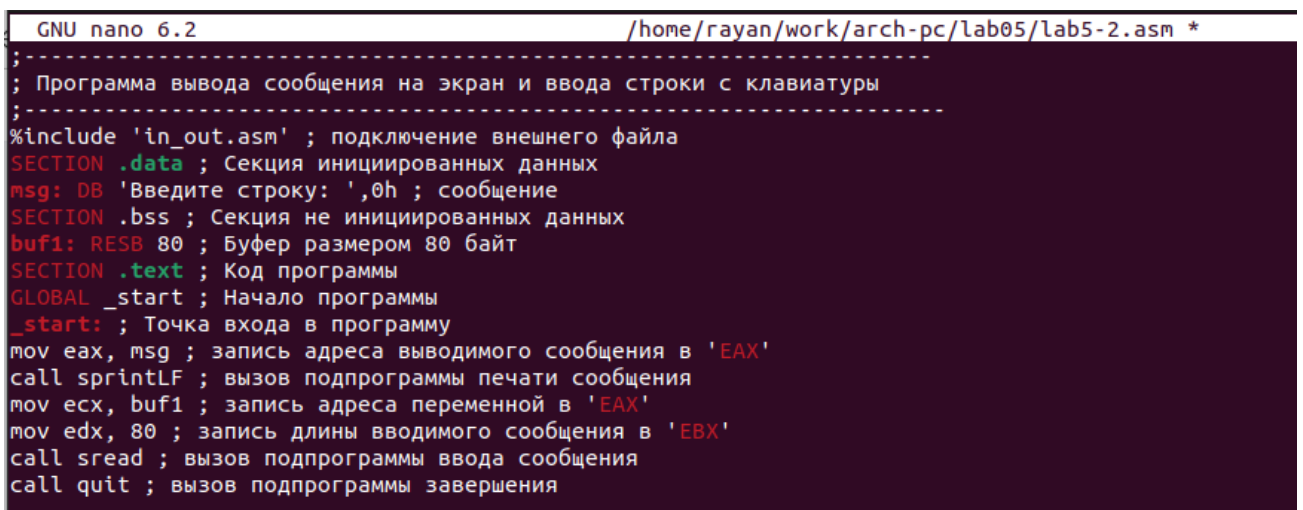 GNU nano 6.2 /home/rayan/work/arch-pc/lab05/lab5-2.asm *
;--------------------------------------------------------------------
; Программа вывода сообщения на экран и ввода строки с клавиатуры
;---------------------------------------------------------------------
%include 'in_out.asm' ; подключение внешнего файла
SECTION .data ; Секция инициированных данных
msg: DB 'Введите строку: ',0h ; сообщение
SECTION .bss ; Секция не инициированных данных
buf1: RESB 80 ; Буфер размером 80 байт
SECTION .text ; Код программы
GLOBAL _start ; Начало программы
_start: ; Точка входа в программу
mov eax, msg ; запись адреса выводимого сообщения в 'EAX'
call sprintLF ; вызов подпрограммы печати сообщения
mov ecx, buf1 ; запись адреса переменной в 'EAX'
mov edx, 80 ; запись длины вводимого сообщения в 'EBX'
call sread ; вызов подпрограммы ввода сообщения
call quit ; вызов подпрограммы завершения